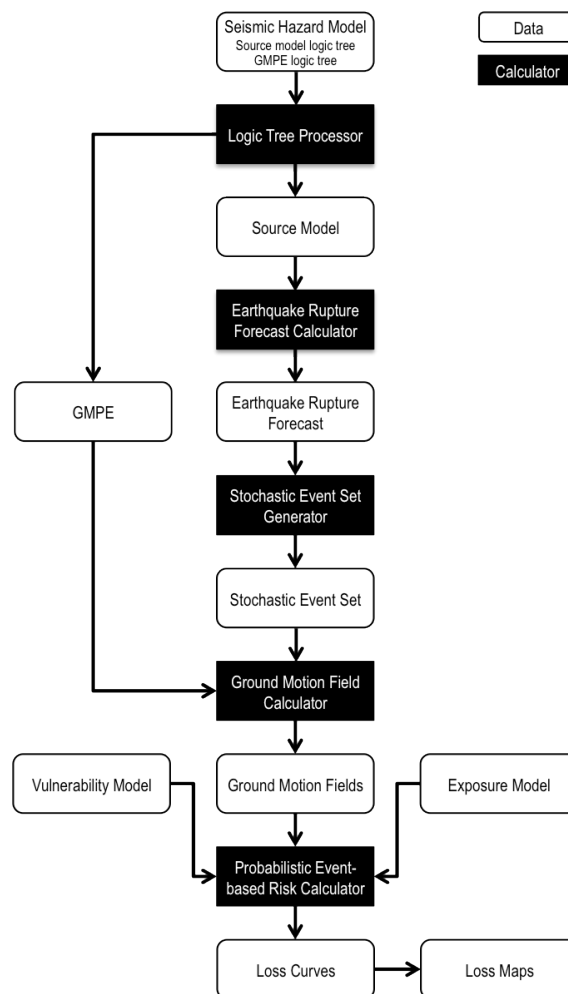 Seismic Hazard Model
Source model logic tree
GMPE logic tree
Data
Calculator
Logic Tree Processor
Source Model
Earthquake Rupture
Forecast Calculator
GMPE
Earthquake Rupture
Forecast
Stochastic Event Set
Generator
Stochastic Event Set
Ground Motion Field
Calculator
Vulnerability Model
Ground Motion Fields
Exposure Model
Probabilistic Event-
based Risk Calculator
Loss Curves
Loss Maps